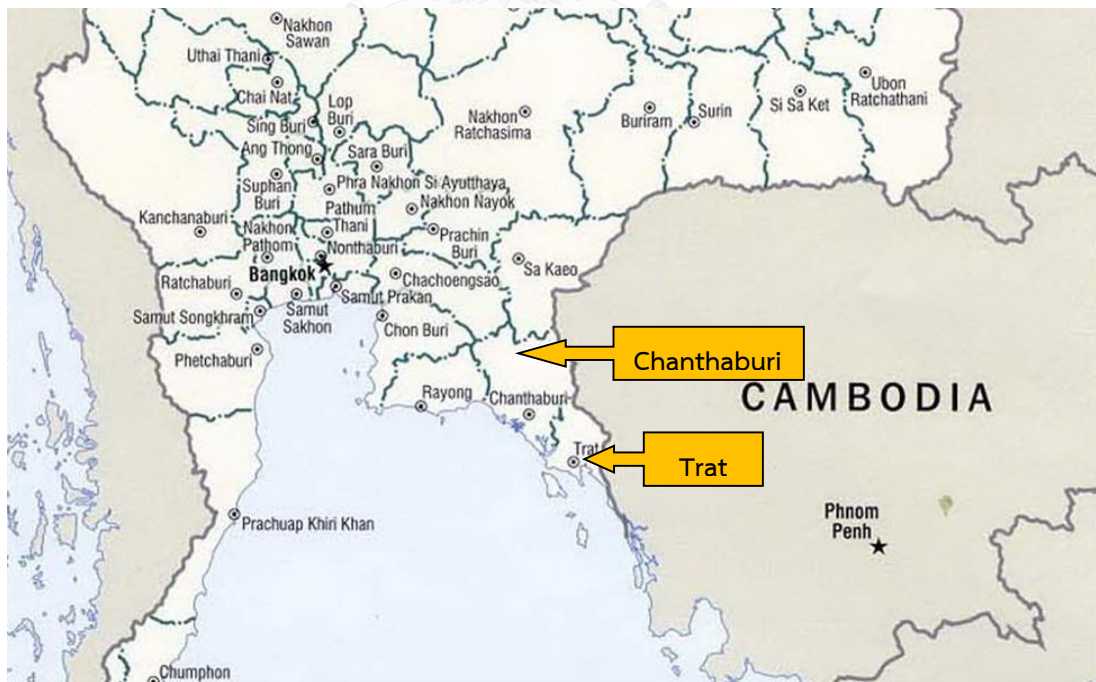 Nakhon
Sawan
Uthai Thani
Chai Nat
Lop
Buri
Sing Buri
Ang Thong
Sara Buri
Nakhon
Ratchasima
Buriram
Surin
Si Sa Ket
Ubon
Ratchathani
Suphan
Buri
Phra Nakhon Si Ayutthaya
Nakhon Nayok
Kanchanaburi
Pathum
Thani
Nakhon
Pathom
Nonthaburi
Prachin
Buri
Bangkok
Sa Kaeo
Ratchaburi
Chachoengsao
Samut Prakan
Samut Songkhram
Samut
Sakhon
Chon Buri
Phetchaburi
Chanthaburi
Rayong
Chanthaburi
CAMBODIA
Trat
Trat
Prachuap Khiri Khan
Phnom
Penh
Chumphon